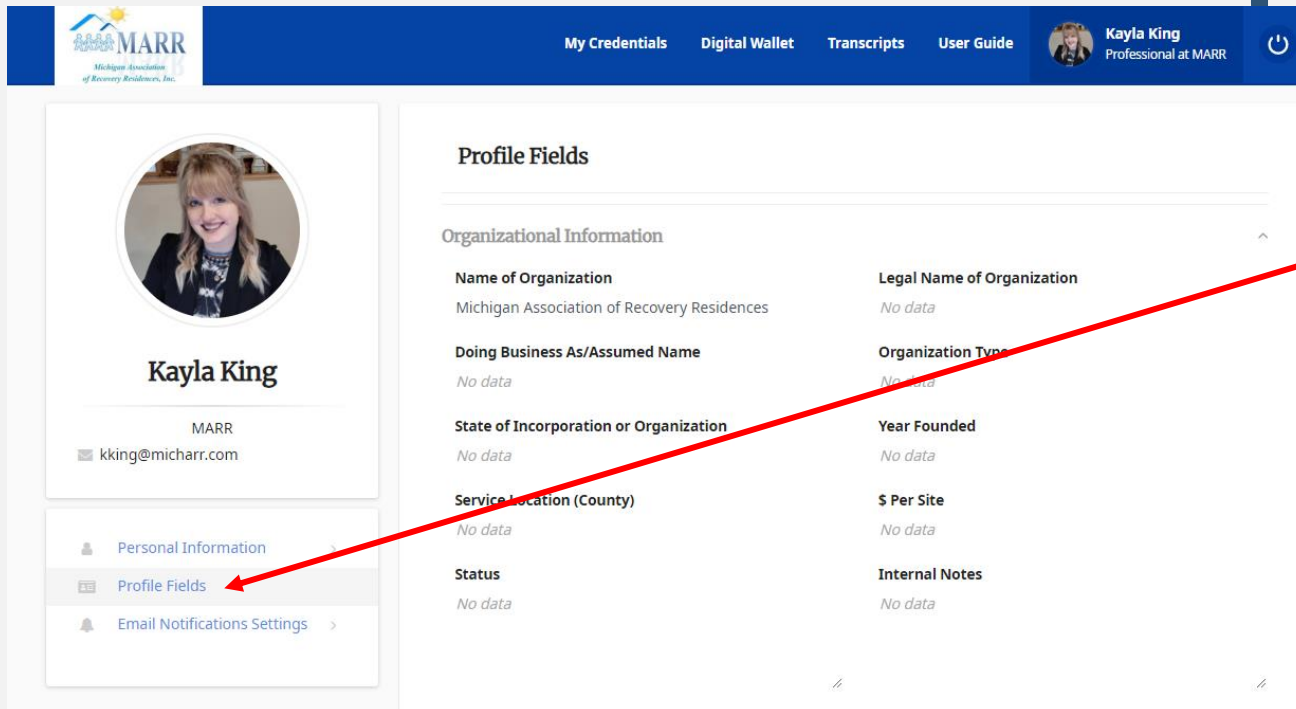 MARR
Michigan Association
of Recovery Residences, Inc.
My Credentials Digital Wallet Transcripts User Guide
Kayla King
Professional at MARR
Kayla King
MARR
kking@micharr.com
Personal Information
Profile Fields
Email Notifications Settings
Profile Fields
Organizational Information
Name of Organization
Michigan Association of Recovery Residences
Legal Name of Organization
No data
Doing Business As/Assumed Name
No data
Organization Type
No data
State of Incorporation or Organization
No data
Year Founded
No data
Service Location (County)
No data
$ Per Site
No data
Status
No data
Internal Notes
No data